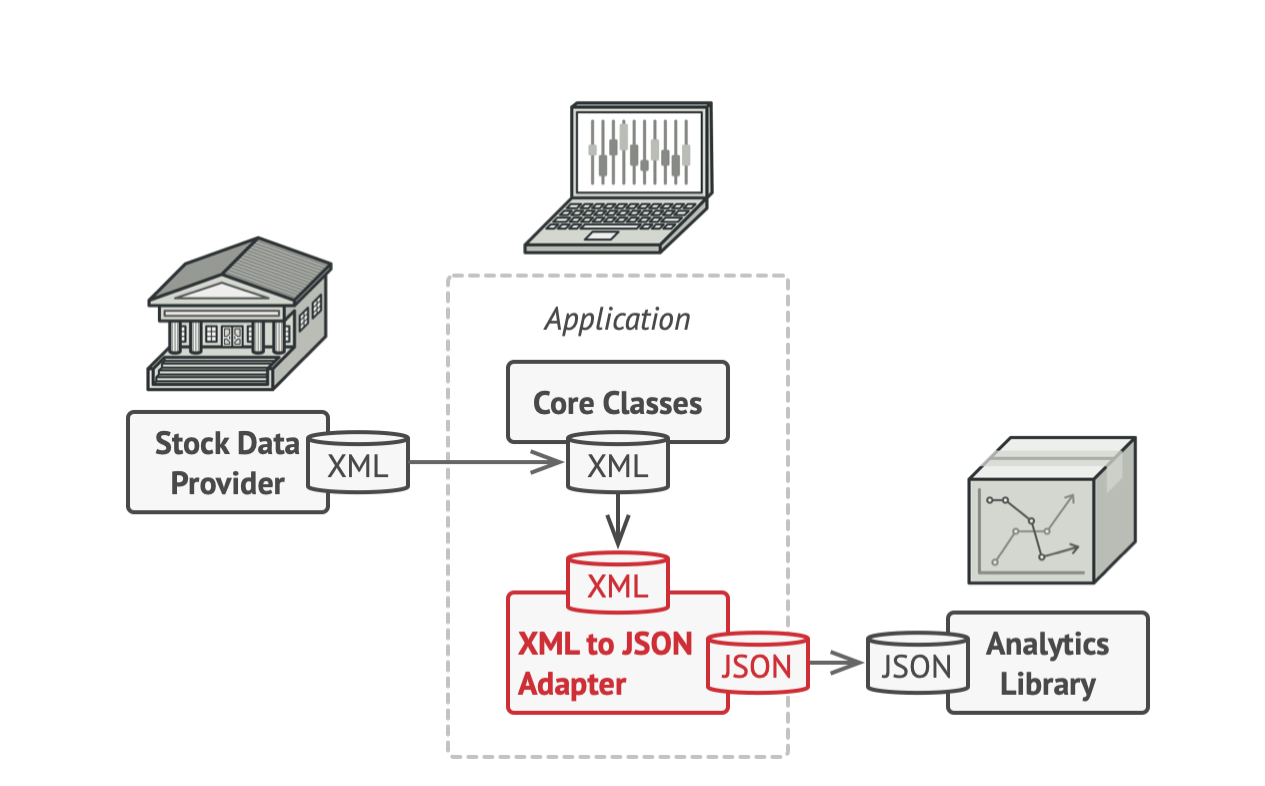 Application
Core Classes
Stock Data
Provider
XML
XML
XML
XML to JSON
Adapter
JSON
JSON
Analytics
Library